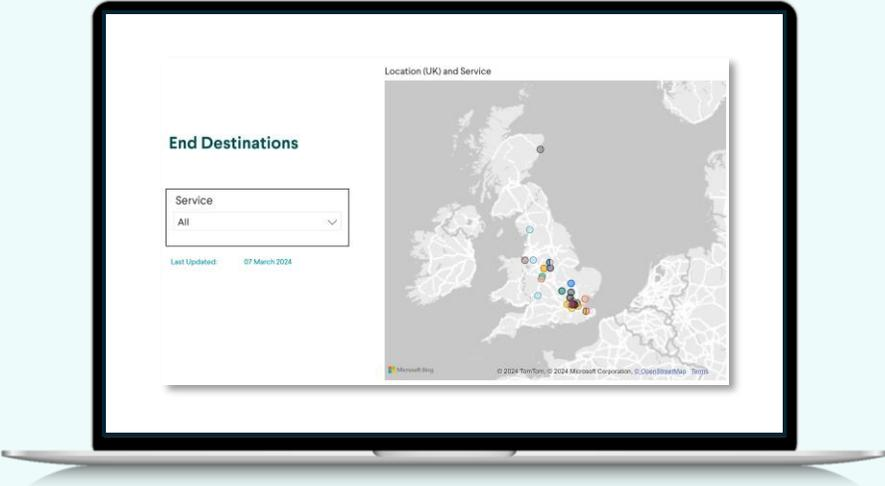 Location (UK) and Service
End Destinations
Service
All
Last Updated: 07 March 2024
Microsoft Bing
© 2024 TomTom, © 2024 Microsoft Corporation, © OpenStreetMap Terms